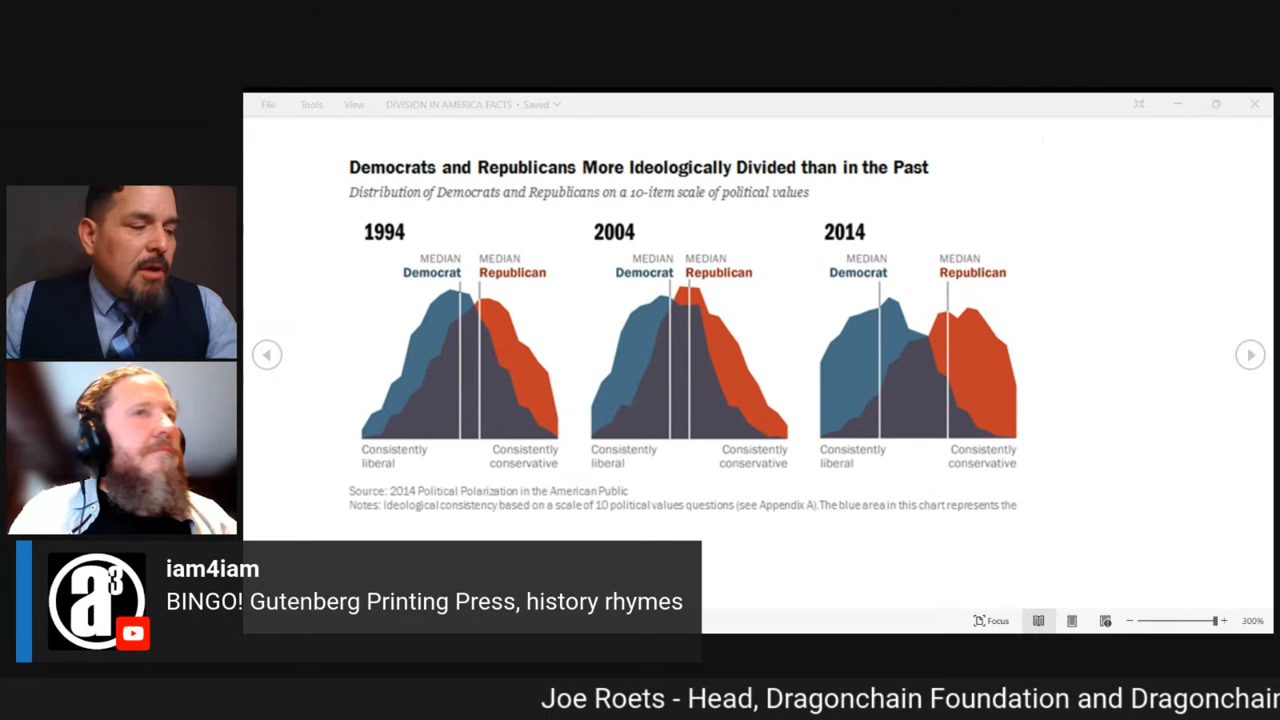 File Tools View DIVISION IN AMERICA FACTS • Saved
Democrats and Republicans More Ideologically Divided than in the Past
Distribution of Democrats and Republicans on a 10-item scale of political values
1994 2004 2014
MEDIAN MEDIAN MEDIAN MEDIAN MEDIAN MEDIAN
Democrat Republican Democrat Republican Democrat Republican
Consistently Consistently Consistently Consistently Consistently Consistently
liberal conservative liberal conservative liberal conservative
Source: 2014 Political Polarization in the American Public
Notes: Ideological consistency based on a scale of 10 political values questions (see Appendix A).The blue area in this chart represents the
a3
iam4iam
BINGO! Gutenberg Printing Press, history rhymes
Focus − + 300%
Joe Roets - Head, Dragonchain Foundation and Dragonchain